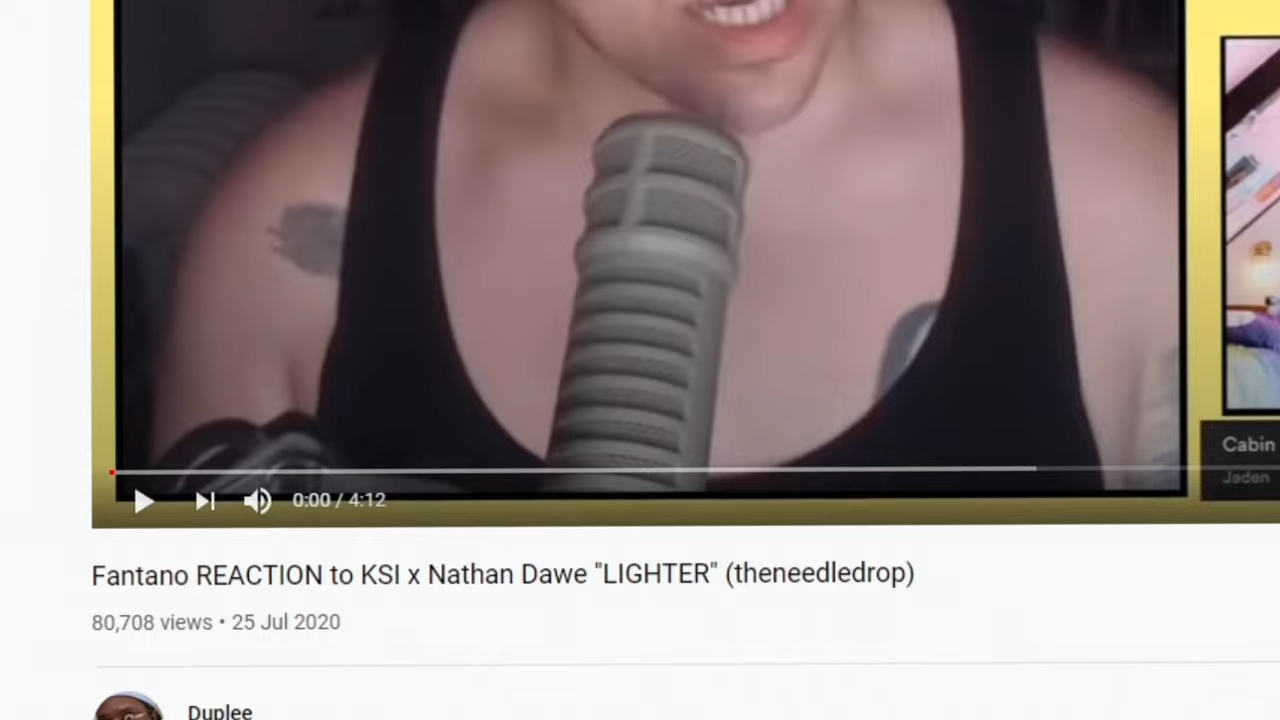 Cabin
Jaden
0:00 / 4:12
Fantano REACTION to KSI x Nathan Dawe "LIGHTER" (theneedledrop)
80,708 views • 25 Jul 2020
Duplee